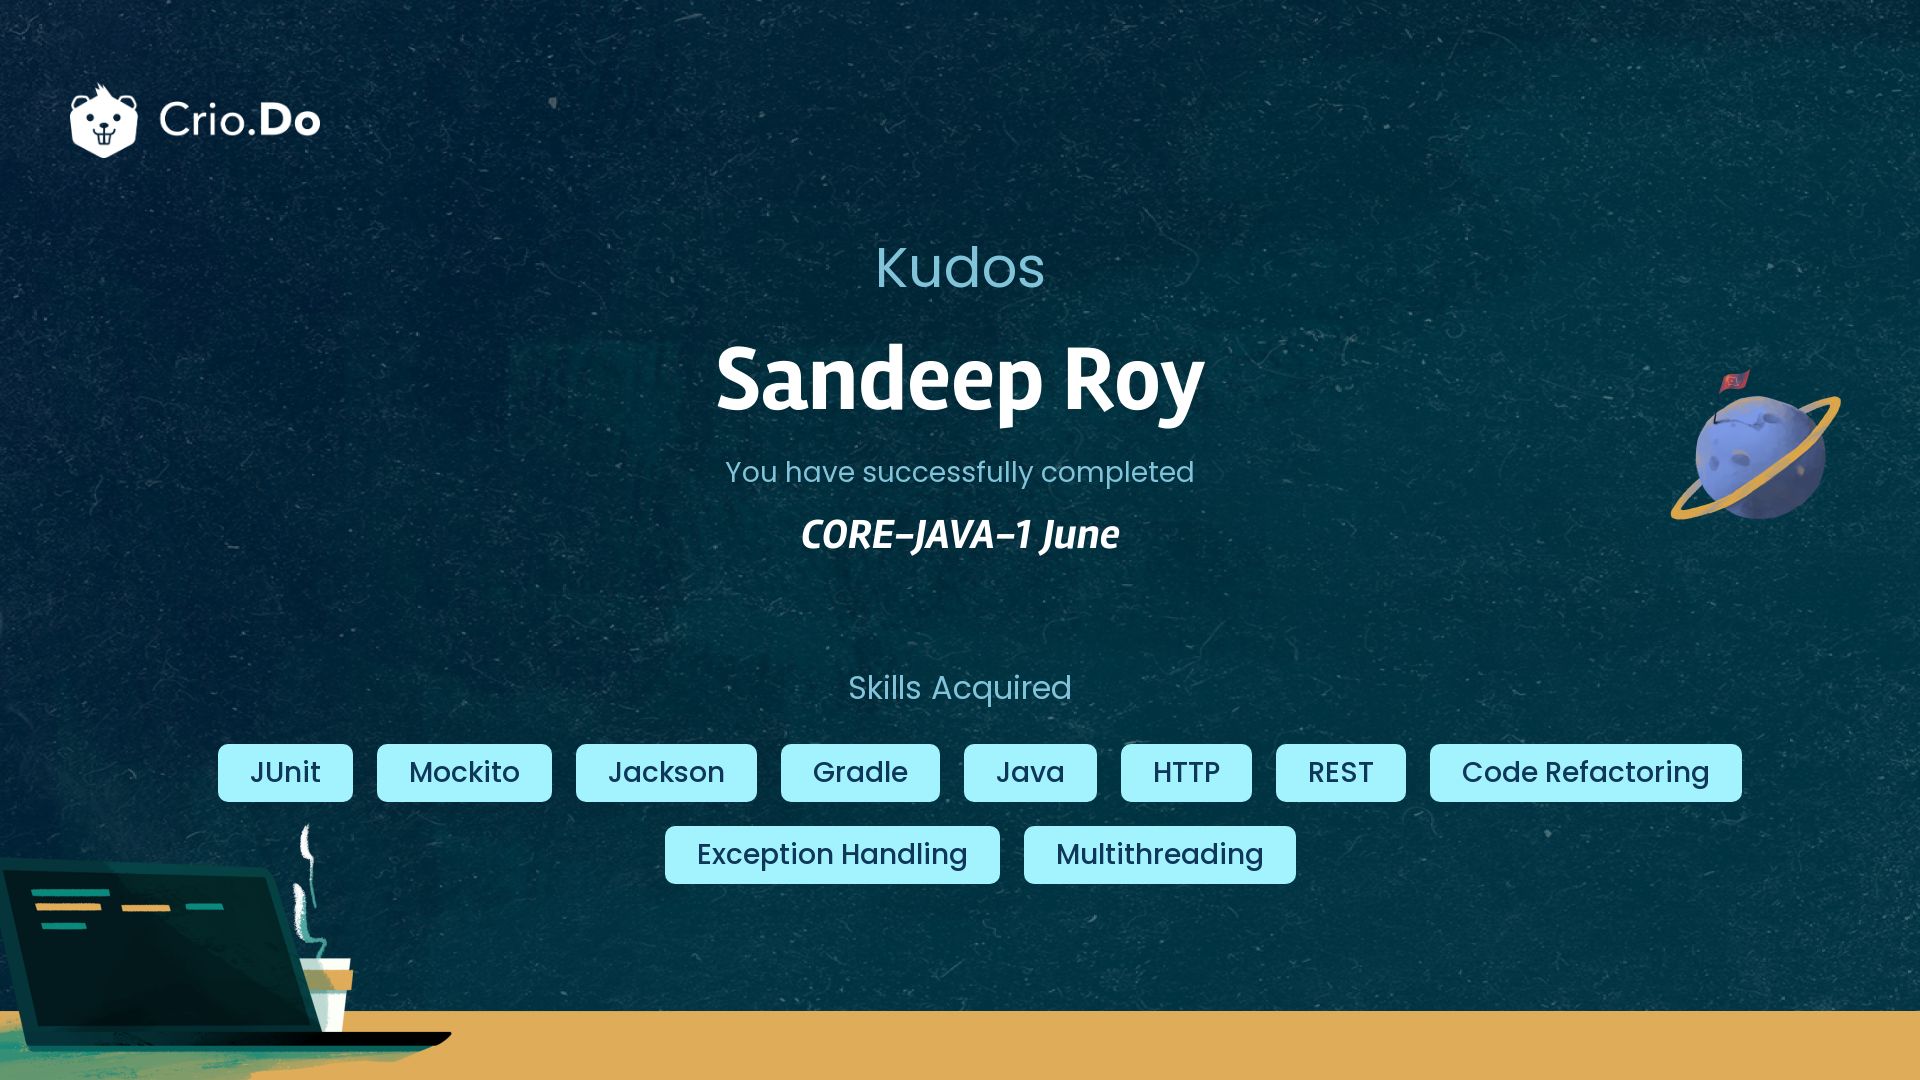 Crio.Do
Kudos
Sandeep Roy
You have successfully completed
CORE-JAVA-1 June
Skills Acquired
JUnit Mockito Jackson Gradle Java HTTP REST Code Refactoring
Exception Handling Multithreading